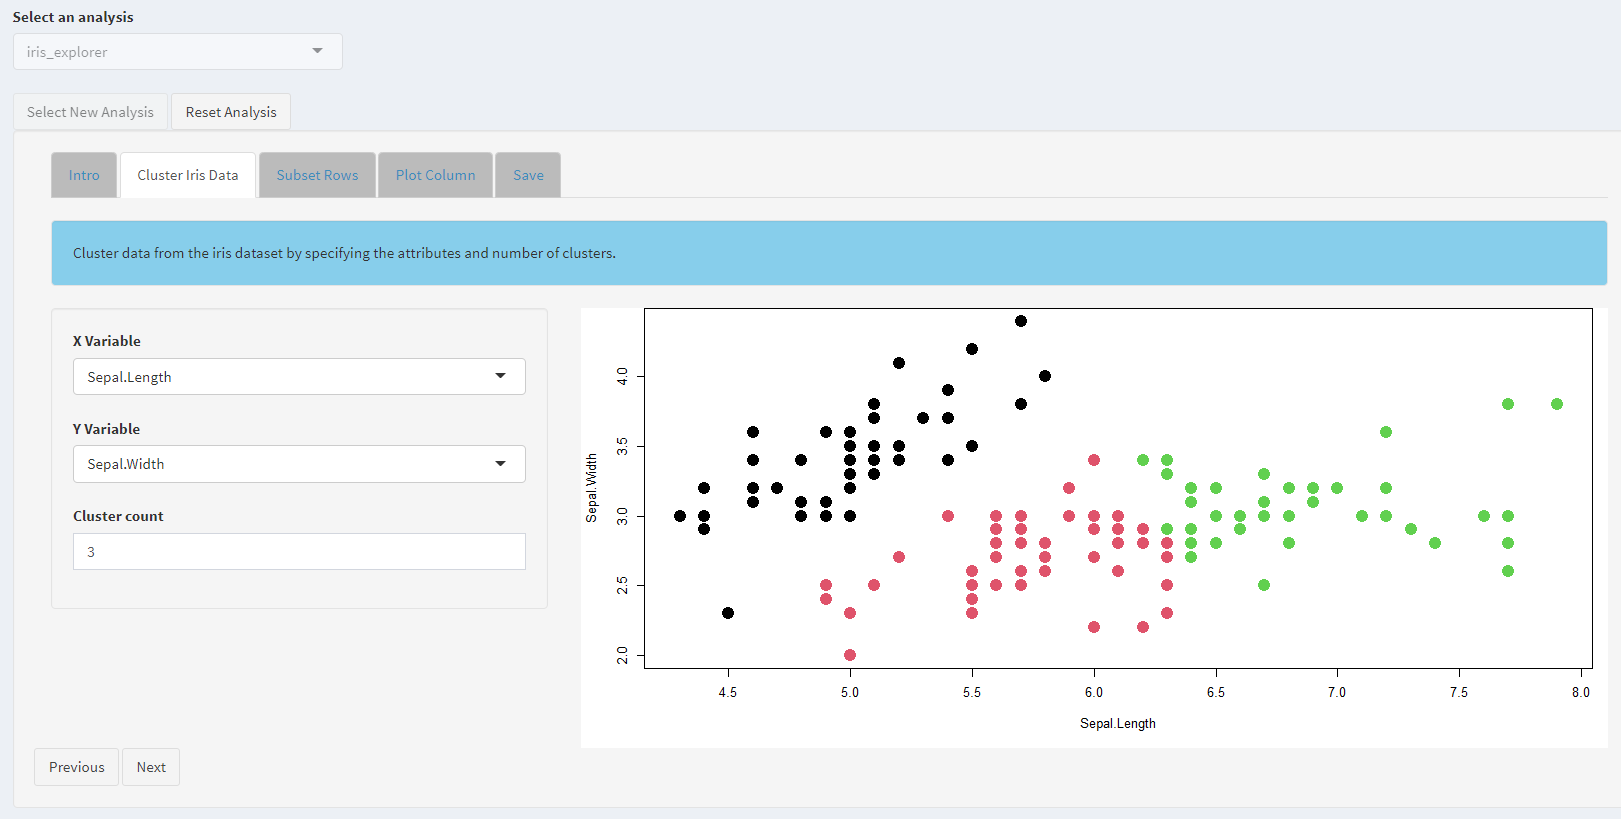 Select an analysis
iris_explorer
Select New Analysis Reset Analysis
Intro Cluster Iris Data Subset Rows Plot Column Save
Cluster data from the iris dataset by specifying the attributes and number of clusters.
X Variable
Sepal.Length
Y Variable
Sepal.Width
Cluster count
3
Sepal.Width
4.0
3.5
3.0
2.5
2.0
4.5 5.0 5.5 6.0 6.5 7.0 7.5 8.0
Sepal.Length
Previous Next